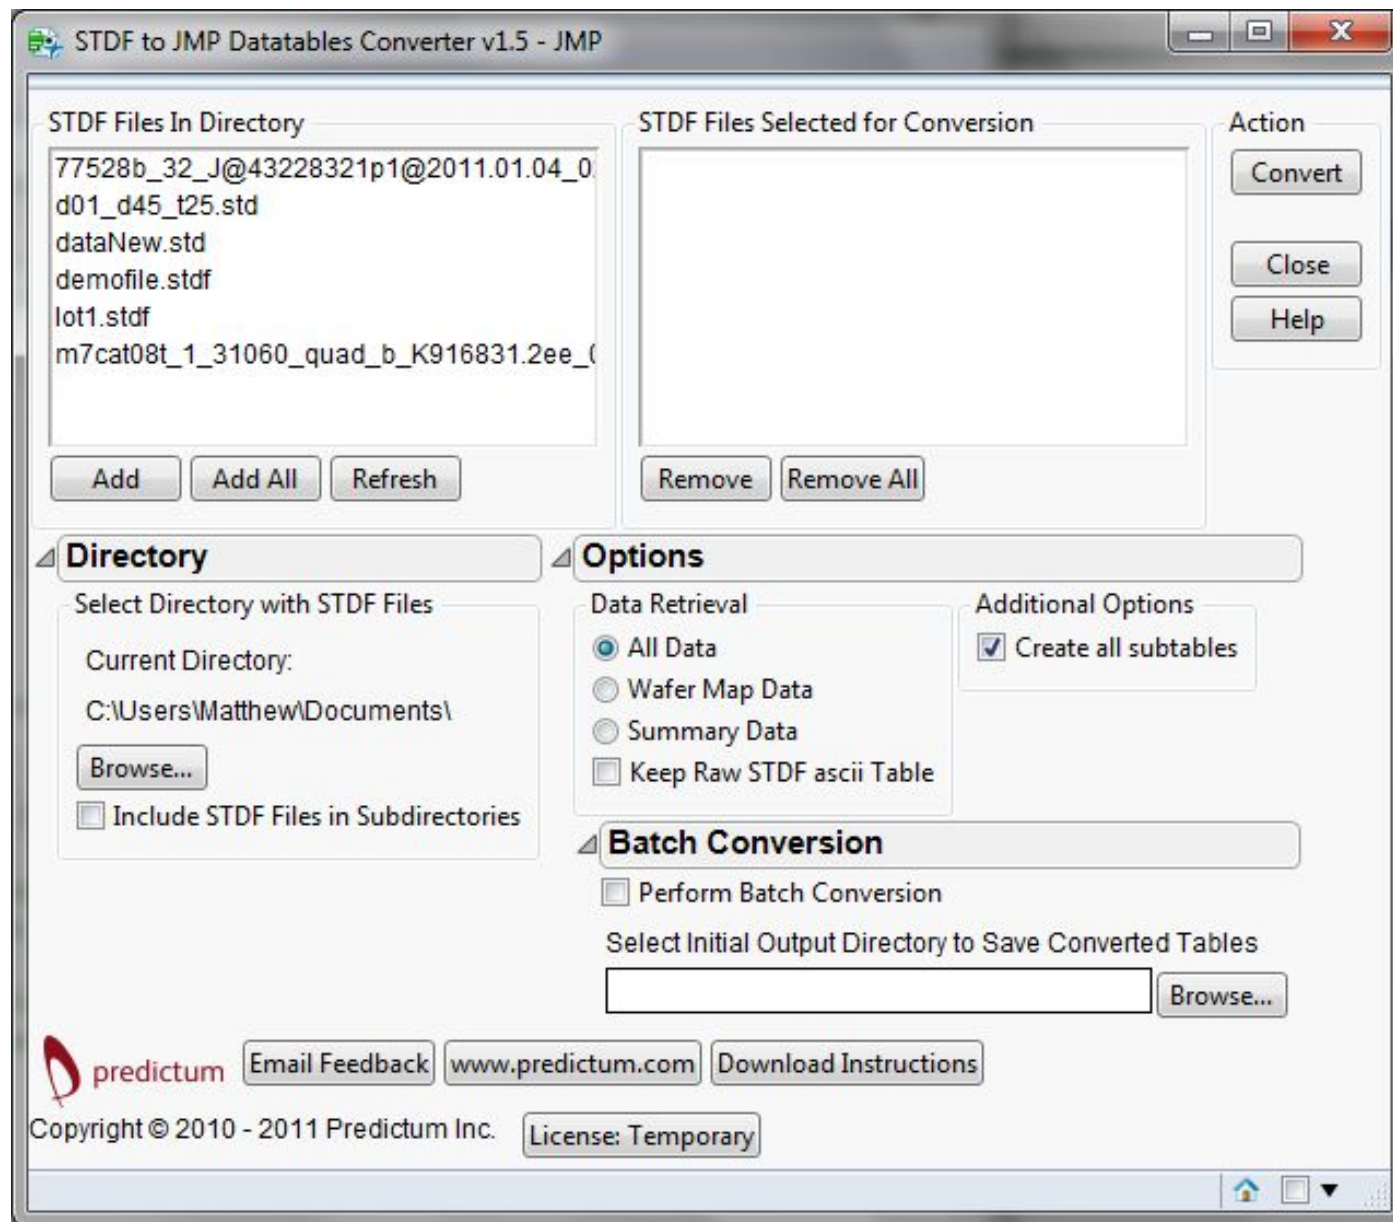 STDF to JMP Datatables Converter v1.5 - JMP
STDF Files In Directory
77528b_32_J@43228321p1@2011.01.04_0
d01_d45_t25.std
dataNew.std
demofile.stdf
lot1.stdf
m7cat08t_1_31060_quad_b_K916831.2ee_
Add Add All Refresh
STDF Files Selected for Conversion
Remove Remove All
Action
Convert
Close
Help
Directory
Select Directory with STDF Files
Current Directory:
C:\Users\Matthew\Documents\
Browse...
Include STDF Files in Subdirectories
Options
Data Retrieval
All Data
Wafer Map Data
Summary Data
Keep Raw STDF ascii Table
Additional Options
Create all subtables
Batch Conversion
Perform Batch Conversion
Select Initial Output Directory to Save Converted Tables
Browse...
predictum Email Feedback www.predictum.com Download Instructions
Copyright © 2010 - 2011 Predictum Inc. License: Temporary